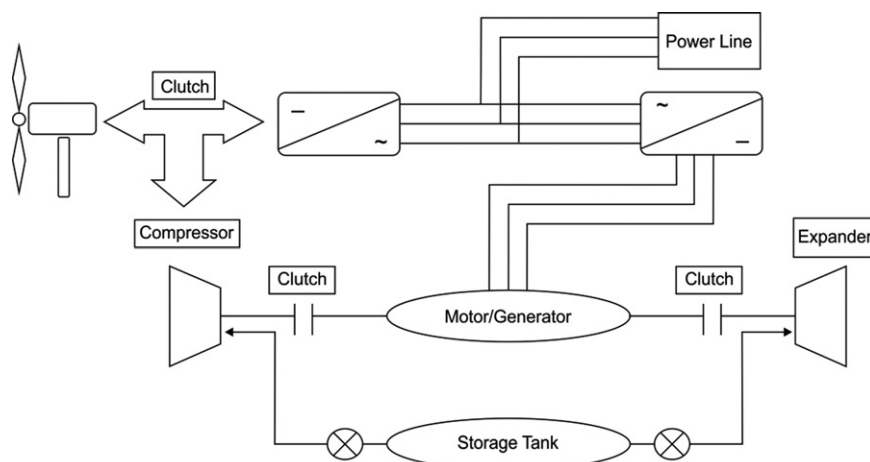 Power Line
Clutch
–
~
~
–
Compressor
Expander
Clutch
Clutch
Motor/Generator
Storage Tank